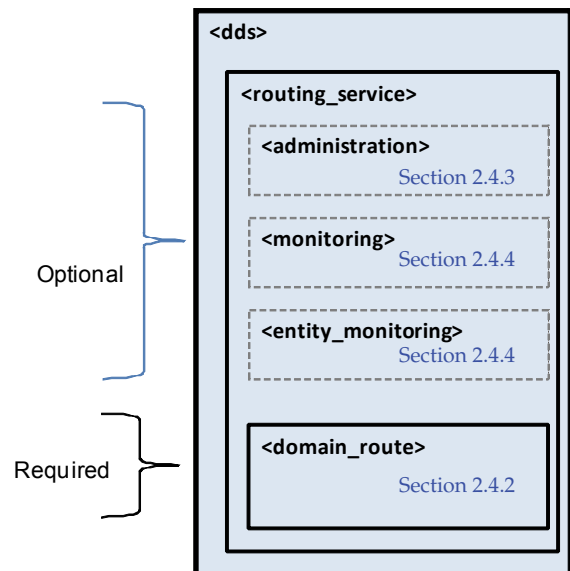 <dds>
<routing_service>
<administration>
Section 2.4.3
<monitoring>
Section 2.4.4
Optional
<entity_monitoring>
Section 2.4.4
<domain_route>
Required
Section 2.4.2